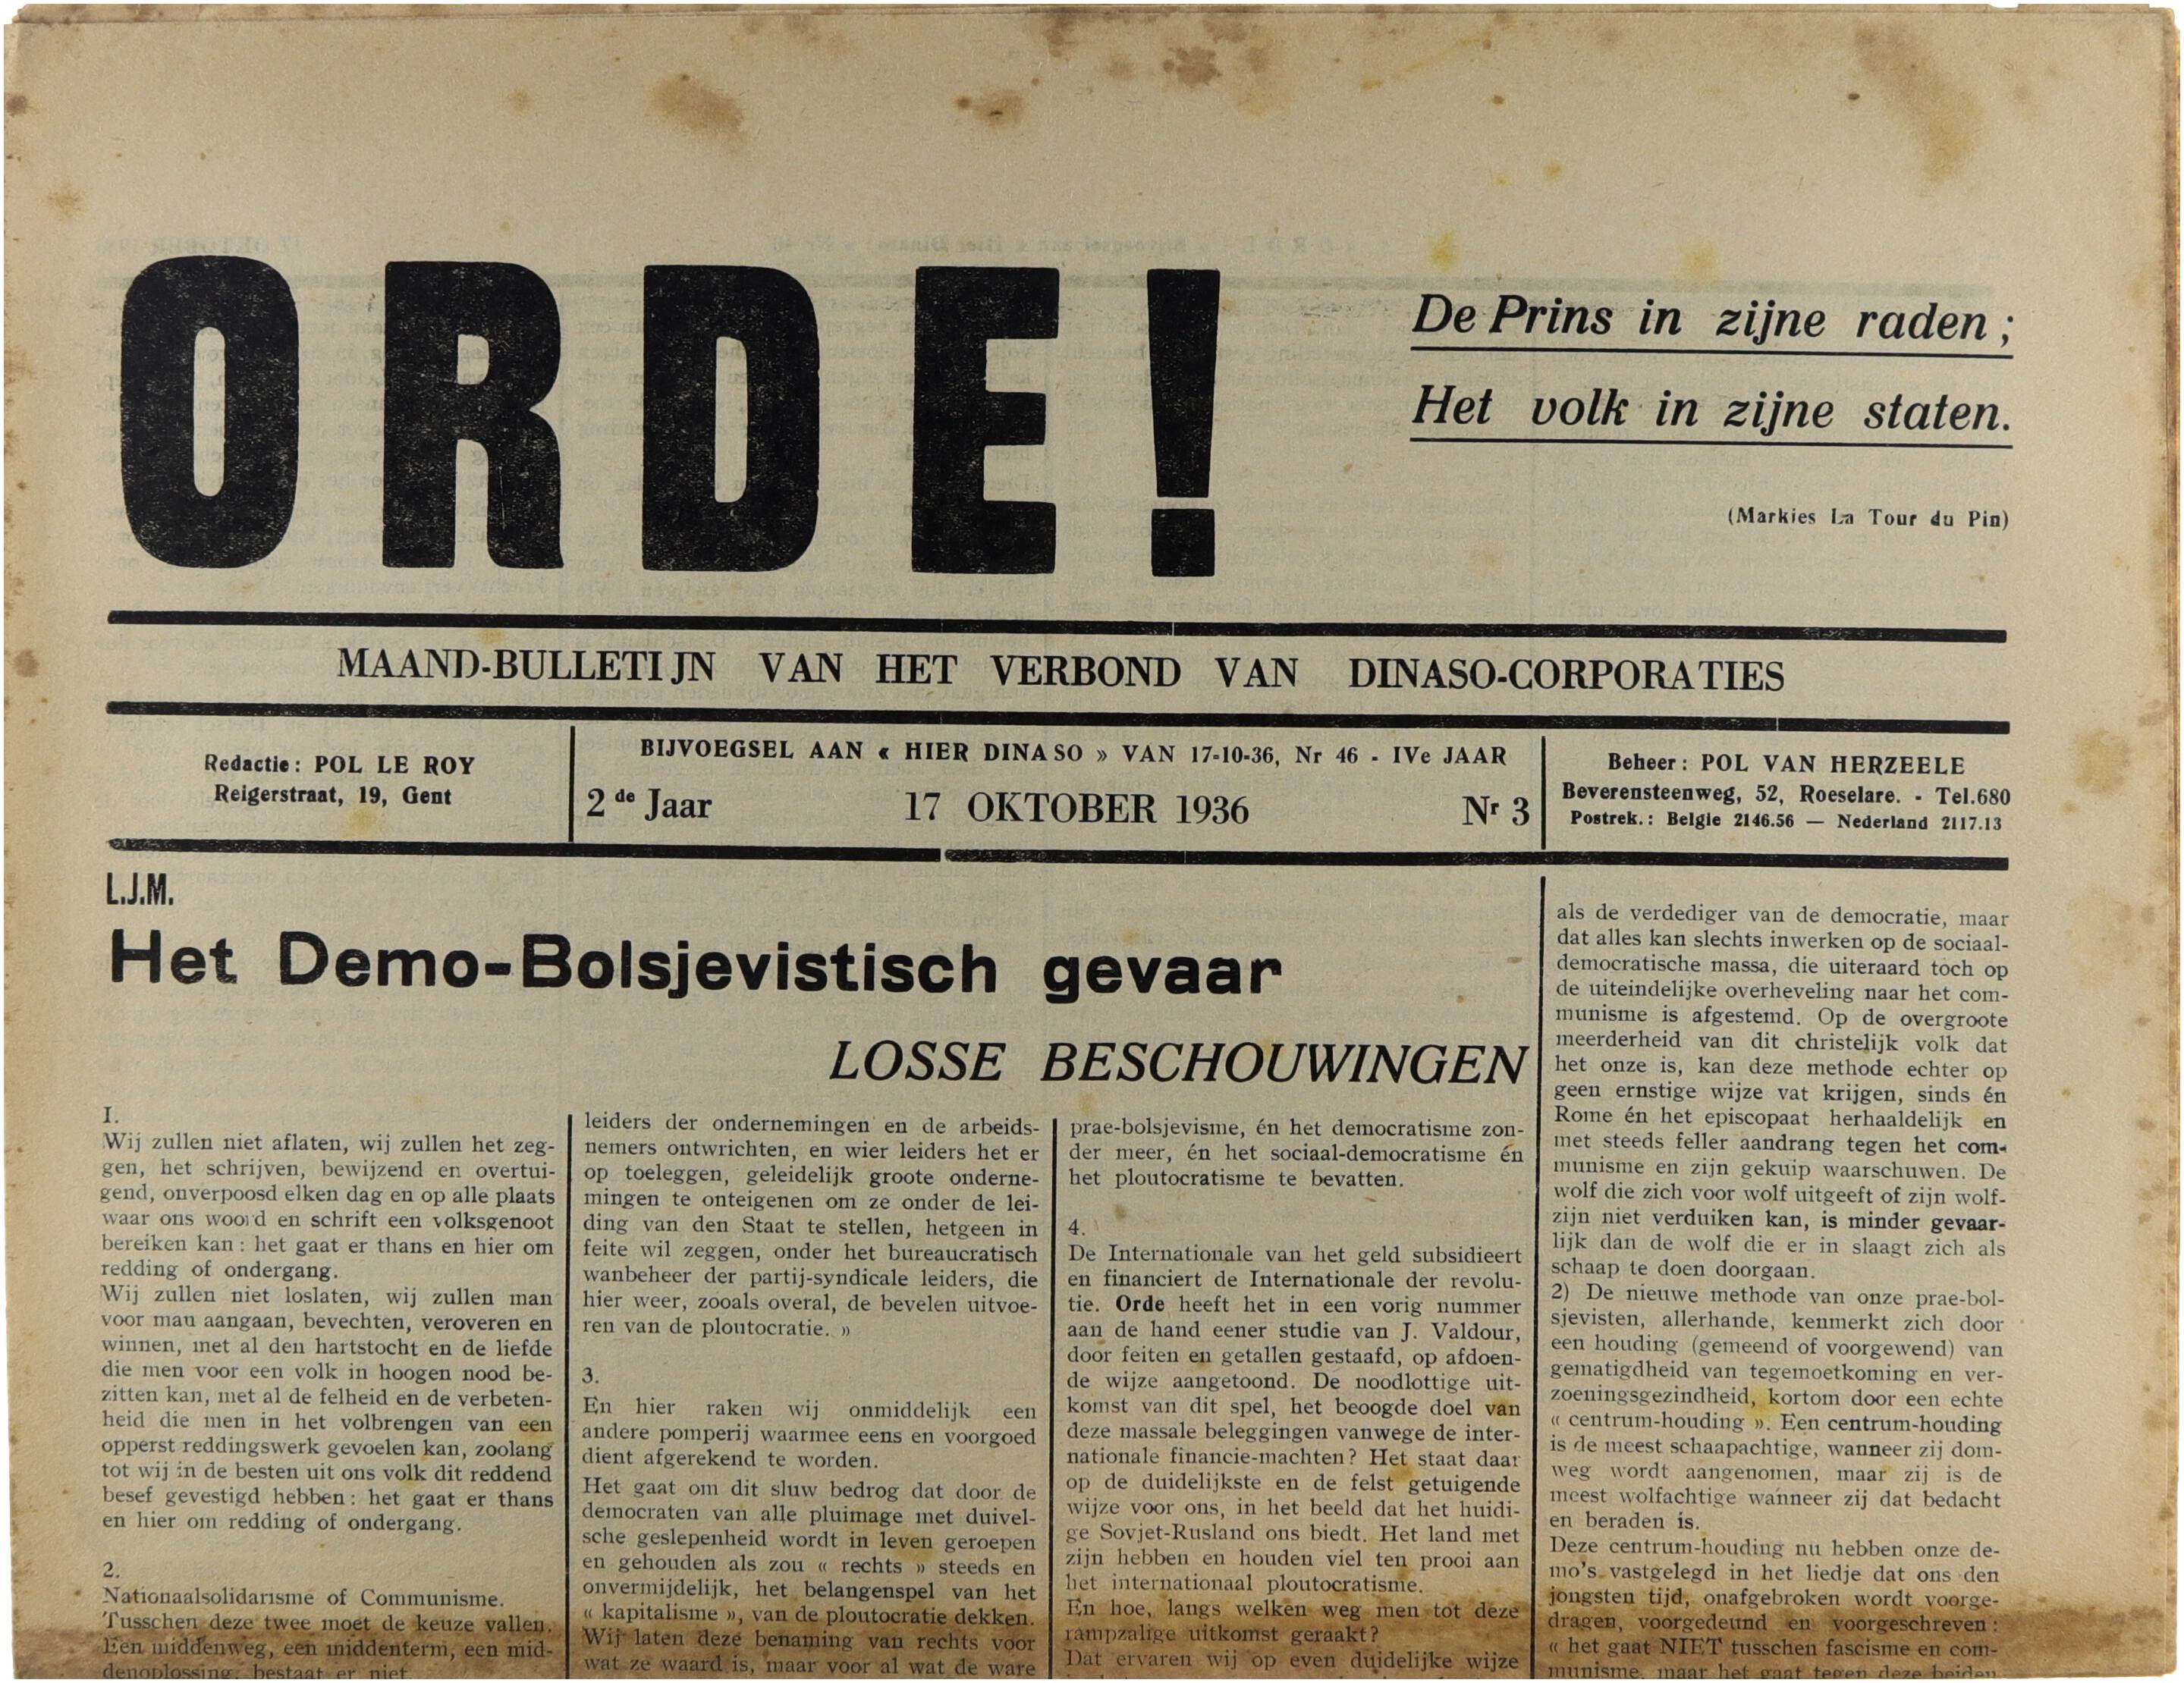 ORDE!
De Prins in zijne raden ;
Het volk in zijne staten.
(Markies La Tour du Pin)
MAAND-BULLETIJN VAN HET VERBOND VAN DINASO-CORPORATIES
Redactie : POL LE ROY
Reigerstraat, 19, Gent
BIJVOEGSEL AAN « HIER DINASO » VAN 17-10-36, Nr 46 - IVe JAAR
2de Jaar 17 OKTOBER 1936 Nr 3
Beheer : POL VAN HERZEELE
Beverensteenweg, 52, Roeselare. - Tel.680
Postrek. : Belgie 2146.56 — Nederland 2117.13
L.J.M.
Het Demo-Bolsjevistisch gevaar
LOSSE BESCHOUWINGEN
I.
Wij zullen niet aflaten, wij zullen het zeg-
gen, het schrijven, bewijzend en overtui-
gend, onverpoosd elken dag en op alle plaats
waar ons woord en schrift een volksgenoot
bereiken kan : het gaat er thans en hier om
redding of ondergang.
Wij zullen niet loslaten, wij zullen man
voor man aangaan, bevechten, veroveren en
winnen, met al den hartstocht en de liefde
die men voor een volk in hoogen nood be-
zitten kan, met al de felheid en de verbeten-
heid die men in het volbrengen van een
opperst reddingswerk gevoelen kan, zoolang
tot wij in de besten uit ons volk dit reddend
besef gevestigd hebben : het gaat er thans
en hier om redding of ondergang.
2.
Nationaalsolidarisme of Communisme.
Tusschen deze twee moet de keuze vallen.
Een middenweg, een middenterm, een mid-
denoplossing, bestaat er niet.
leiders der ondernemingen en de arbeids-
nemers ontwrichten, en wier leiders het er
op toeleggen, geleidelijk groote onderne-
mingen te onteigenen om ze onder de lei-
ding van den Staat te stellen, hetgeen in
feite wil zeggen, onder het bureaucratisch
wanbeheer der partij-syndicale leiders, die
hier weer, zooals overal, de bevelen uitvoe-
ren van de ploutocratie. »
3.
En hier raken wij onmiddelijk een
andere pomperij waarmee eens en voorgoed
dient afgerekend te worden.
Het gaat om dit sluw bedrog dat door de
democraten van alle pluimage met duivel-
sche geslepenheid wordt in leven geroepen
en gehouden als zou « rechts » steeds en
onvermijdelijk, het belangenspel van het
« kapitalisme », van de ploutocratie dekken.
Wij laten deze benaming van rechts voor
wat ze waard is, maar voor al wat de ware
prae-bolsjevisme, én het democratisme zon-
der meer, én het sociaal-democratisme én
het ploutocratisme te bevatten.
4.
De Internationale van het geld subsidieert
en financiert de Internationale der revolu-
tie. Orde heeft het in een vorig nummer
aan de hand eener studie van J. Valdour,
door feiten en getallen gestaafd, op afdoen-
de wijze aangetoond. De noodlottige uit-
komst van dit spel, het beoogde doel van
deze massale beleggingen vanwege de inter-
nationale financie-machten ? Het staat daar
op de duidelijkste en de felst getuigende
wijze voor ons, in het beeld dat het huidi-
ge Sovjet-Rusland ons biedt. Het land met
zijn hebben en houden viel ten prooi aan
het internationaal ploutocratisme.
En hoe, langs welken weg men tot deze
rampzalige uitkomst geraakt ?
Dat ervaren wij op even duidelijke wijze
als de verdediger van de democratie, maar
dat alles kan slechts inwerken op de sociaal-
democratische massa, die uiteraard toch op
de uiteindelijke overheveling naar het com-
munisme is afgestemd. Op de overgroote
meerderheid van dit christelijk volk dat
het onze is, kan deze methode echter op
geen ernstige wijze vat krijgen, sinds én
Rome én het episcopaat herhaaldelijk en
met steeds feller aandrang tegen het com-
munisme en zijn gekuip waarschuwen. De
wolf die zich voor wolf uitgeeft of zijn wolf-
zijn niet verduiken kan, is minder gevaar-
lijk dan de wolf die er in slaagt zich als
schaap te doen doorgaan.
2) De nieuwe methode van onze prae-bol-
sjevisten, allerhande, kenmerkt zich door
een houding (gemeend of voorgewend) van
gematigdheid van tegemoetkoming en ver-
zoeningsgezindheid, kortom door een echte
« centrum-houding ». Een centrum-houding
is de meest schaapachtige, wanneer zij dom-
weg wordt aangenomen, maar zij is de
meest wolfachtige wanneer zij dat bedacht
en beraden is.
Deze centrum-houding nu hebben onze de-
mo's vastgelegd in het liedje dat ons den
jongsten tijd, onafgebroken wordt voorge-
dragen, voorgedeund en voorgeschreven :
« het gaat NIET tusschen fascisme en com-
munisme, maar het gaat tegen deze beiden